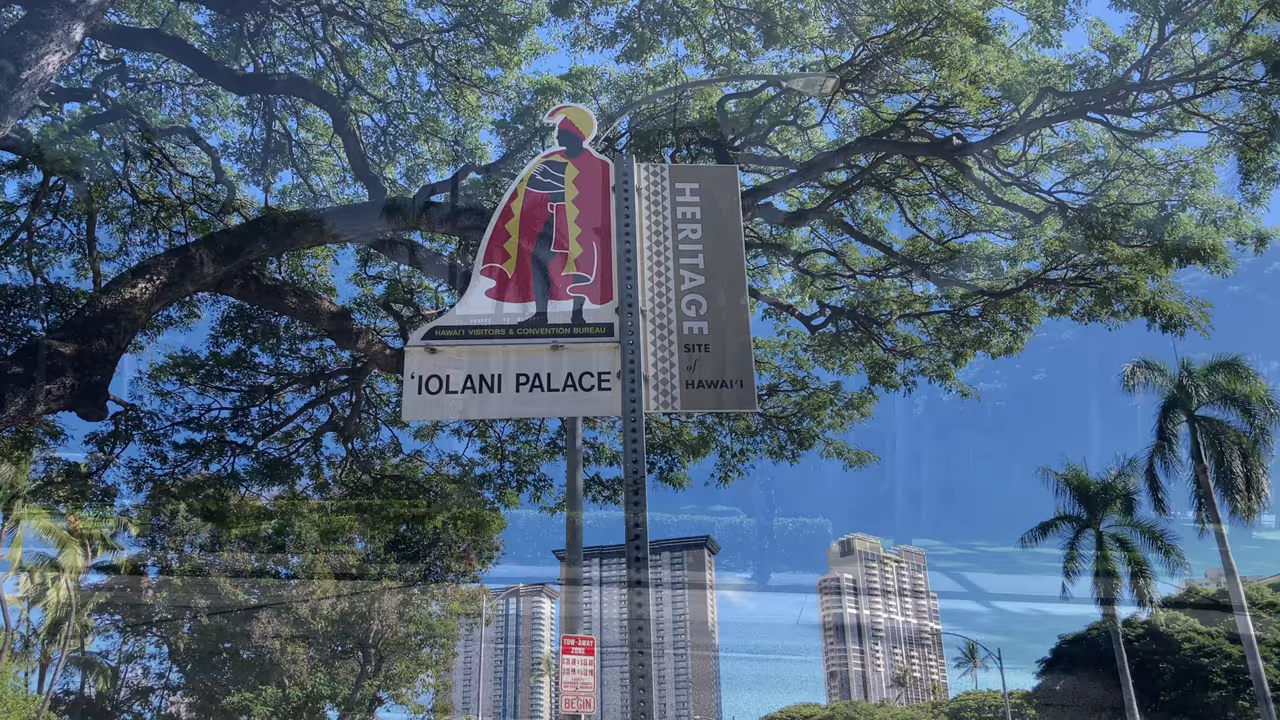 HAWAI'I VISITORS & CONVENTION BUREAU
'IOLANI PALACE
HERITAGE
SITE
of
HAWAI'I
TOW-AWAY
ZONE
BEGIN